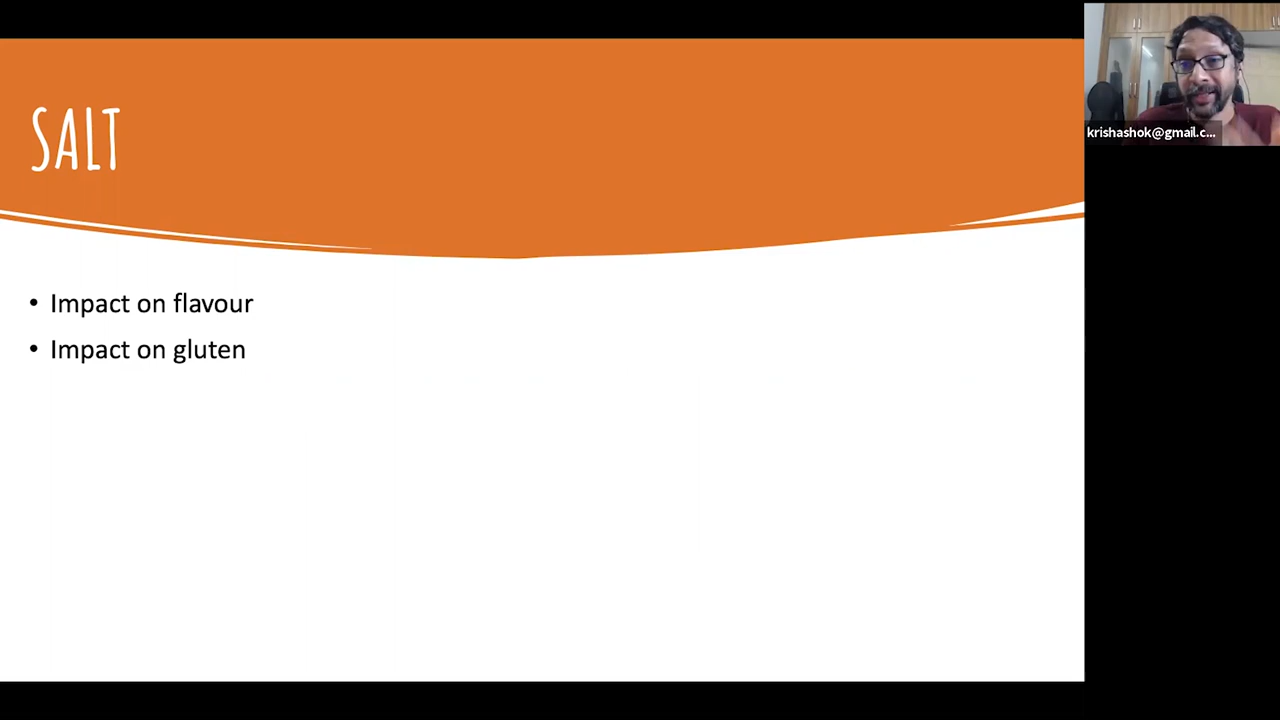 SALT
krishashok@gmail.c...
• Impact on flavour
• Impact on gluten